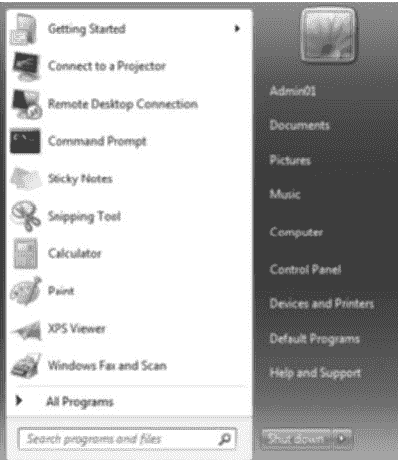 Getting Started
Connect to a Projector
Remote Desktop Connection
Command Prompt
Sticky Notes
Snipping Tool
Calculator
Paint
XPS Viewer
Windows Fax and Scan
All Programs
Search programs and files
Admin01
Documents
Pictures
Music
Computer
Control Panel
Devices and Printers
Default Programs
Help and Support
Shut down